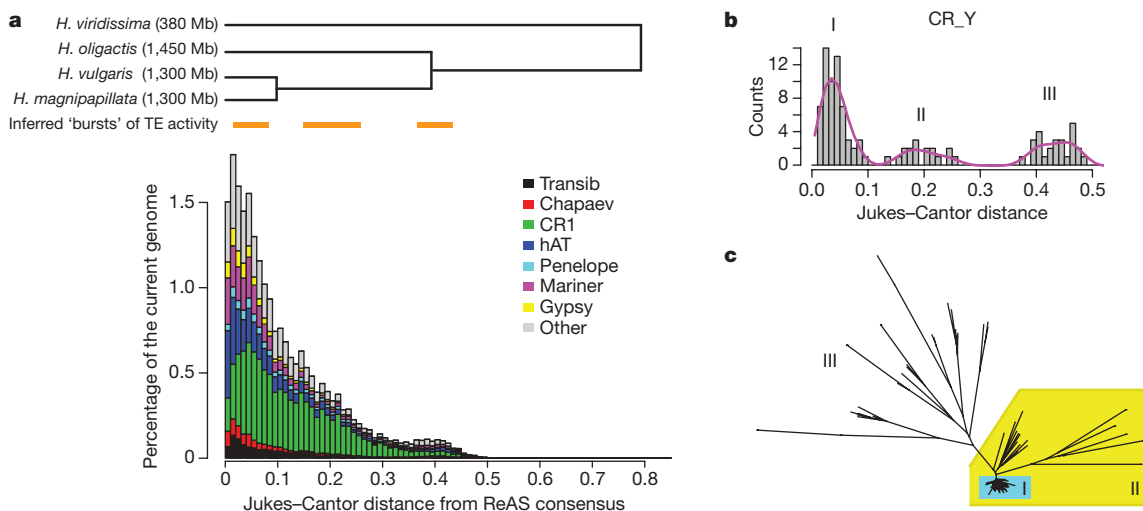 a
H. viridissima (380 Mb)
H. oligactis (1,450 Mb)
H. vulgaris (1,300 Mb)
H. magnipapillata (1,300 Mb)
Inferred ‘bursts’ of TE activity
Percentage of the current genome
1.5
1.0
0.5
0
Transib
Chapaev
CR1
hAT
Penelope
Mariner
Gypsy
Other
0 0.1 0.2 0.3 0.4 0.5 0.6 0.7 0.8
Jukes–Cantor distance from ReAS consensus
b
CR_Y
I
II
III
Counts
12
8
4
0
0.0 0.1 0.2 0.3 0.4 0.5
Jukes–Cantor distance
c
III
I
II